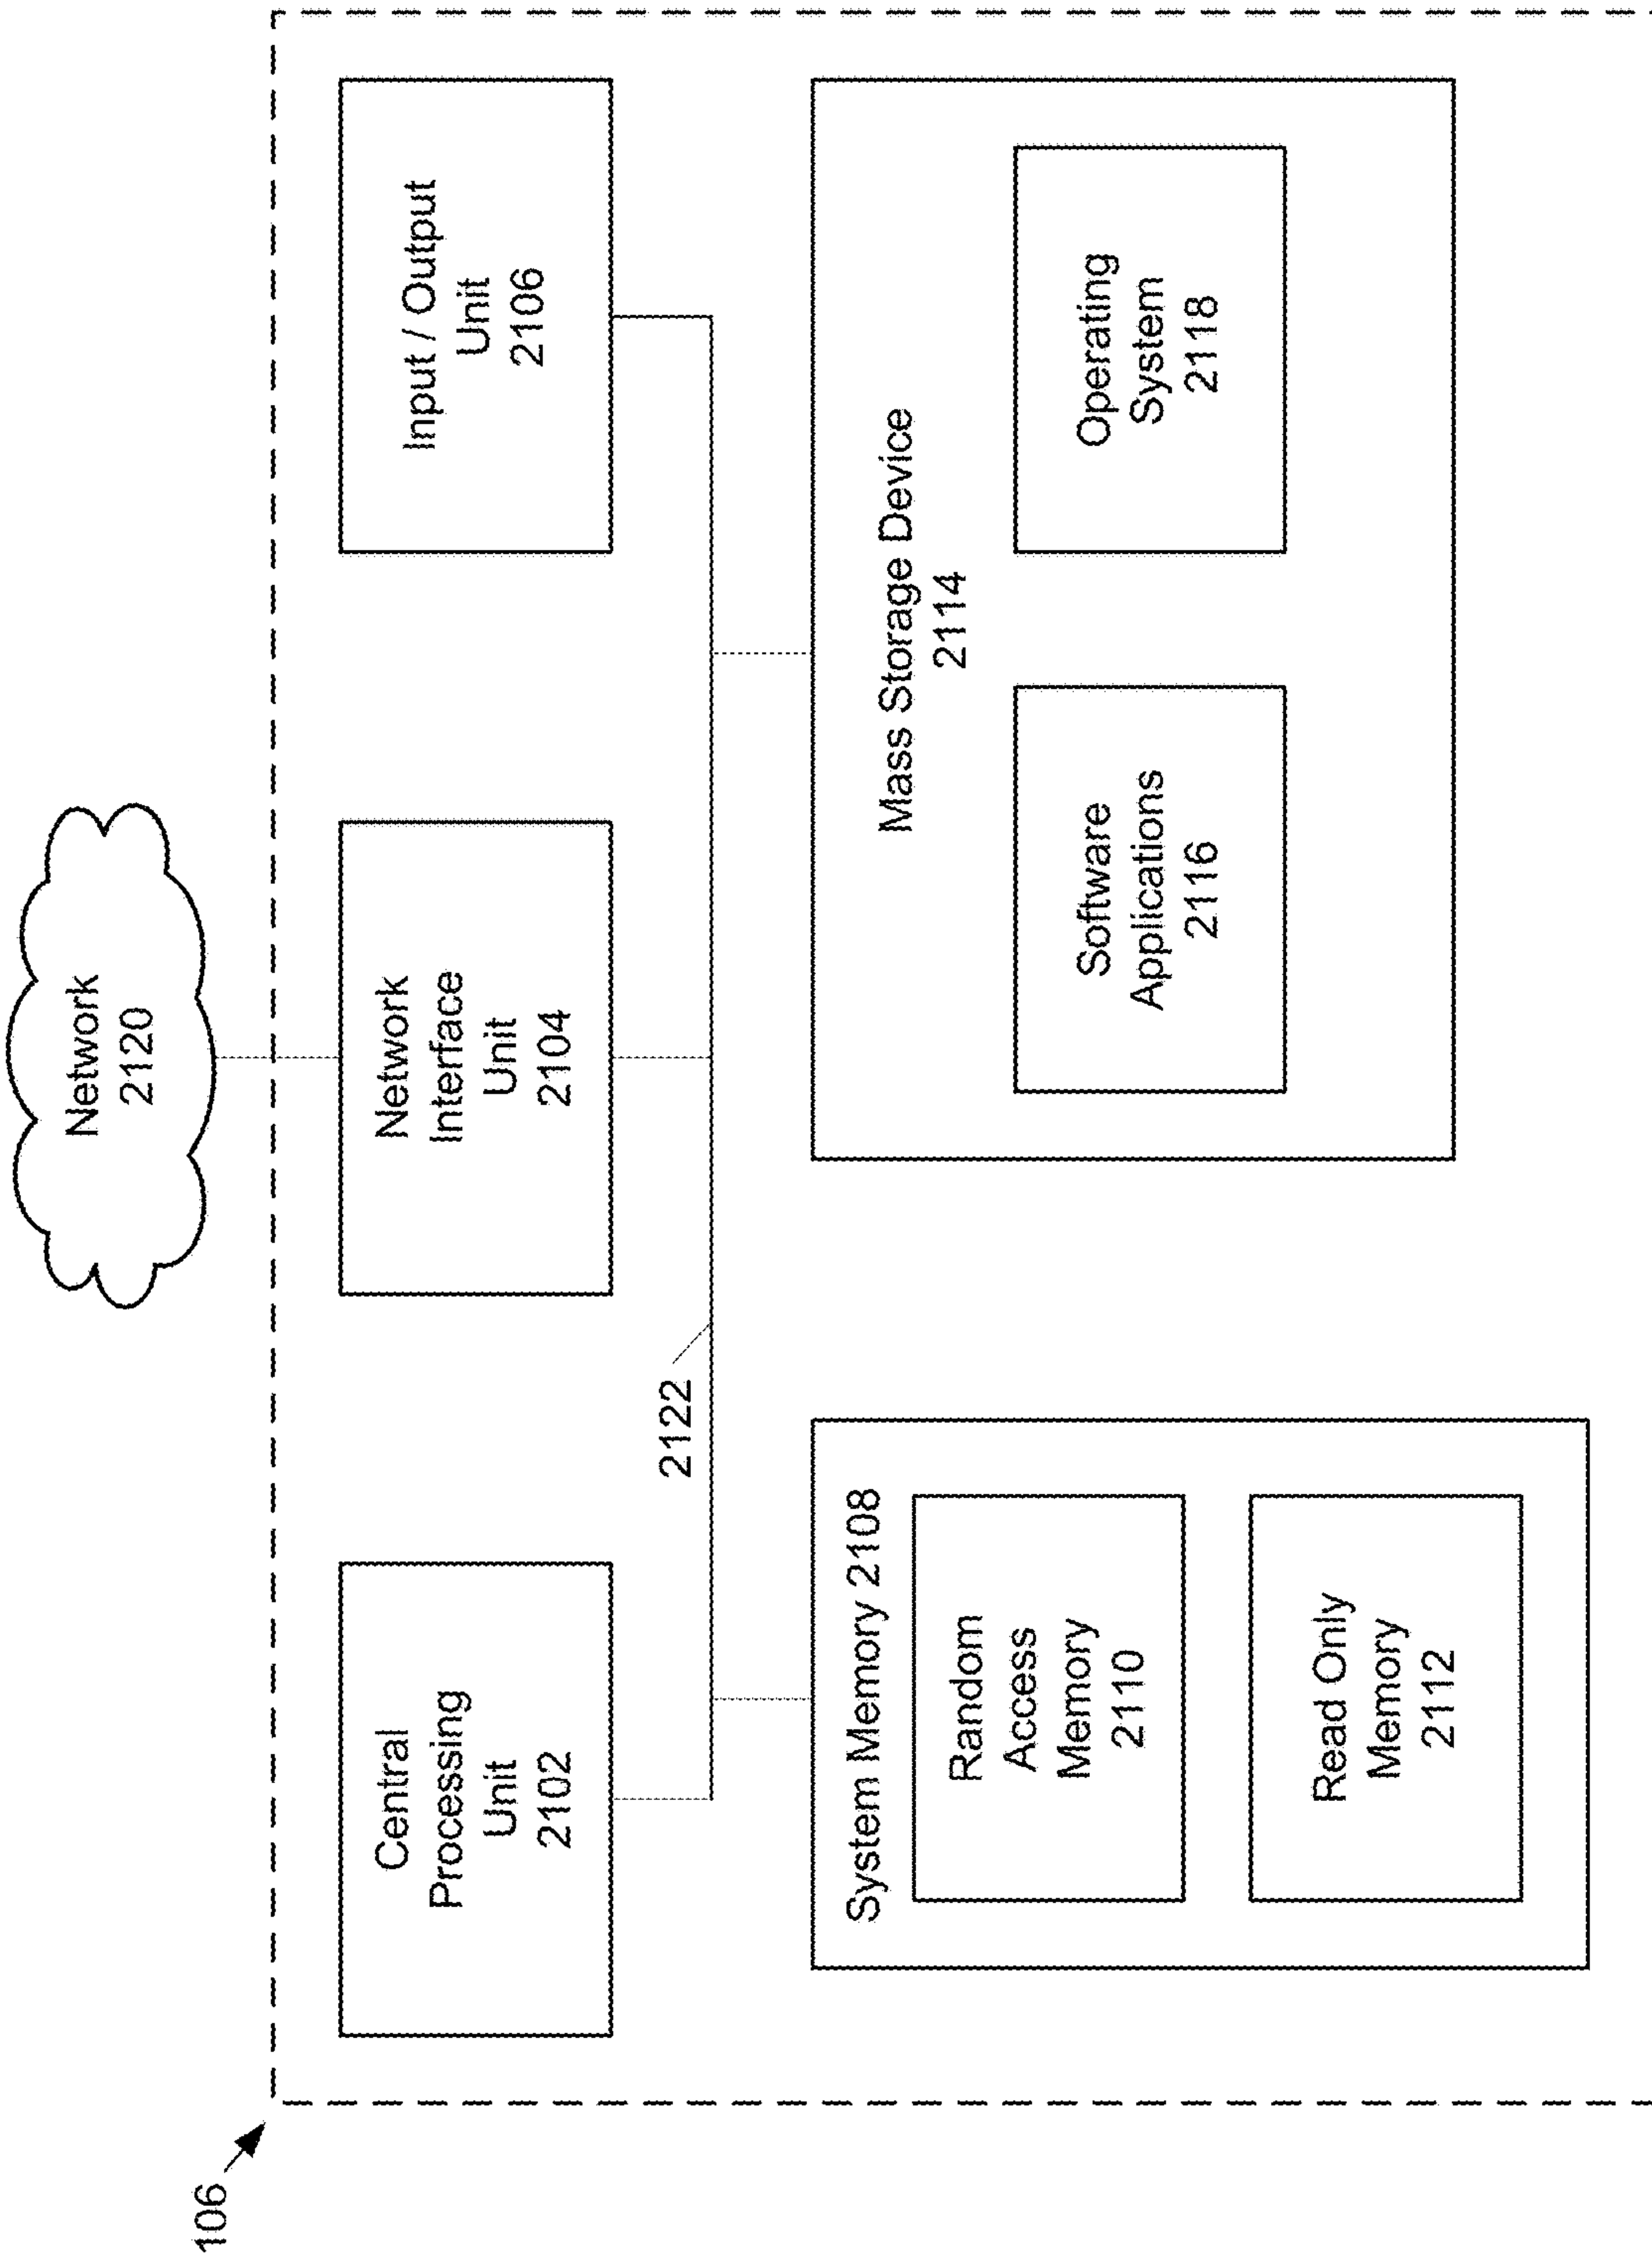 106
Network
2120
Central
Processing
Unit
2102
Network
Interface
Unit
2104
Input / Output
Unit
2106
2122
System Memory 2108
Random
Access
Memory
2110
Read Only
Memory
2112
Mass Storage Device
2114
Software
Applications
2116
Operating
System
2118